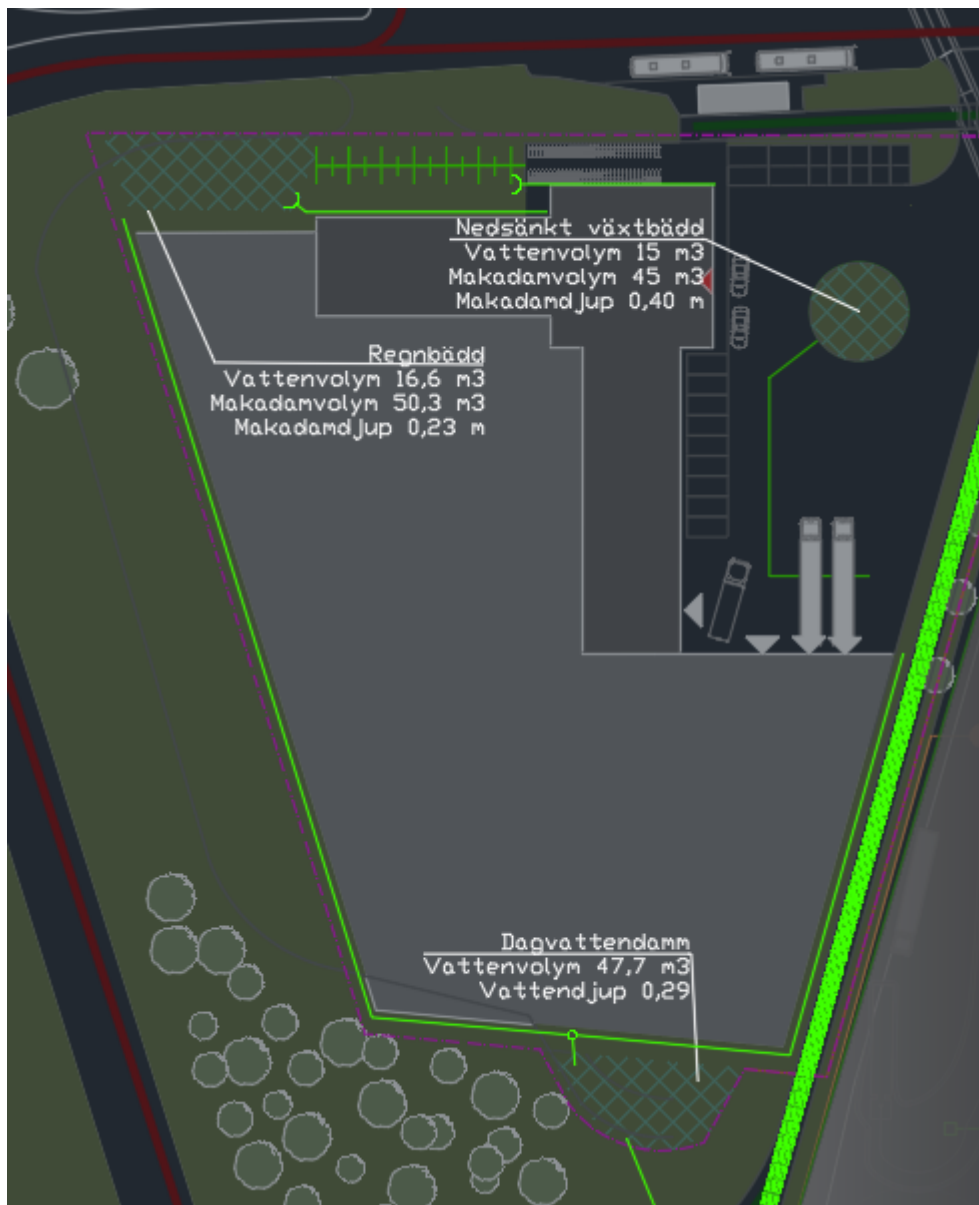 Nedsänkt växtbädd
Vattenvolym 15 m3
Makadamvolym 45 m3
Makadamdjup 0,40 m
Regnbädd
Vattenvolym 16,6 m3
Makadamvolym 50,3 m3
Makadamdjup 0,23 m
Dagvattendamm
Vattenvolym 47,7 m3
Vattendjup 0,29